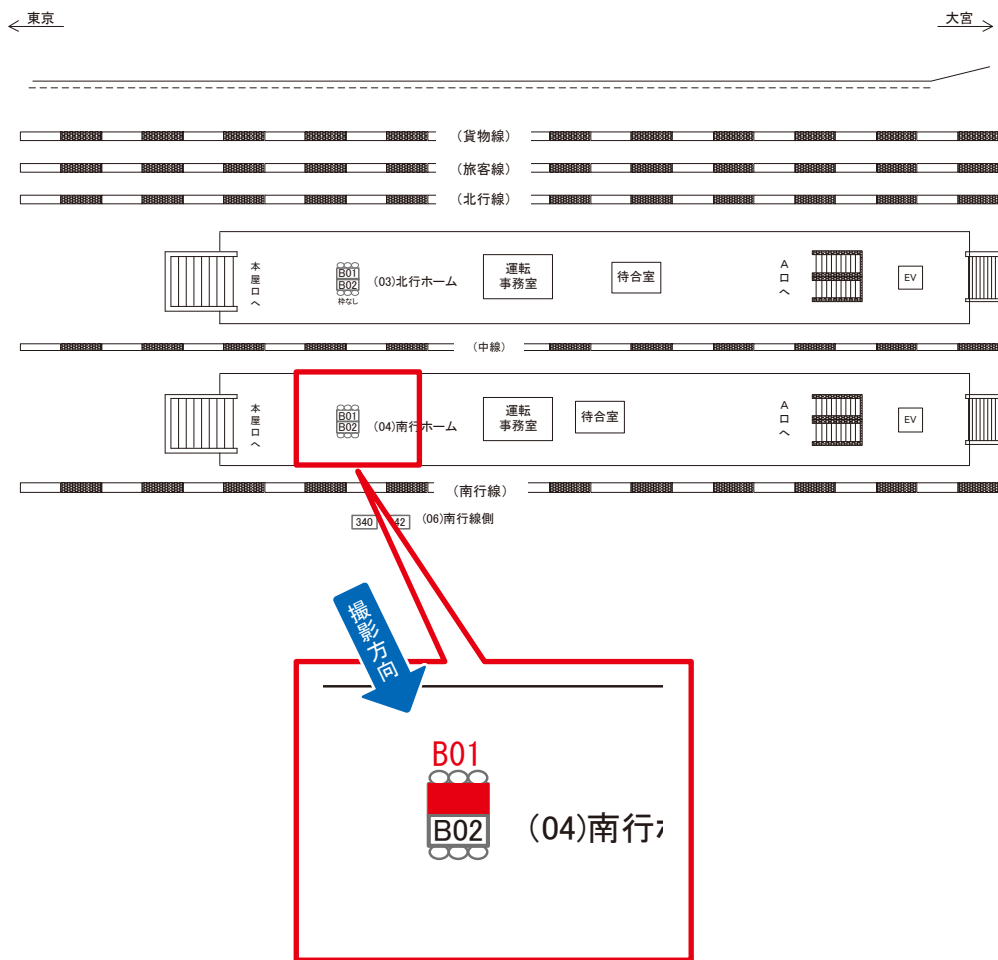 東京
大宮
(貨物線)
(旅客線)
(北行線)
本屋口へ
B01
B02
枠なし
(03)北行ホーム
運転
事務室
待合室
A口へ
EV
(中線)
本屋口へ
B01
B02
(04)南行ホーム
運転
事務室
待合室
A口へ
EV
(南行線)
340
42
(06)南行線側
撮影方向
B01
B02
(04)南行